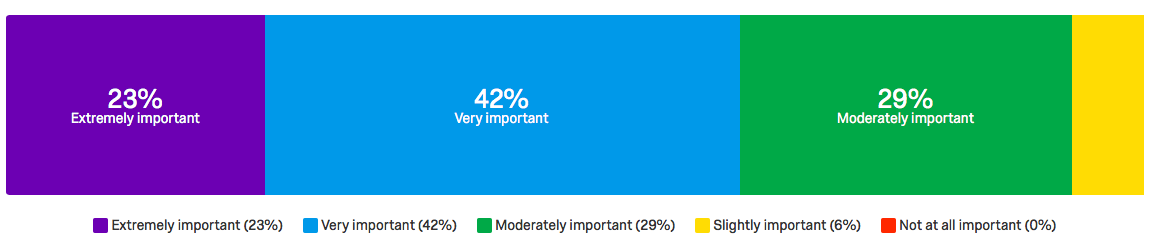 23%
Extremely important
42%
Very important
29%
Moderately important
Extremely important (23%) Very important (42%) Moderately important (29%) Slightly important (6%) Not at all important (0%)